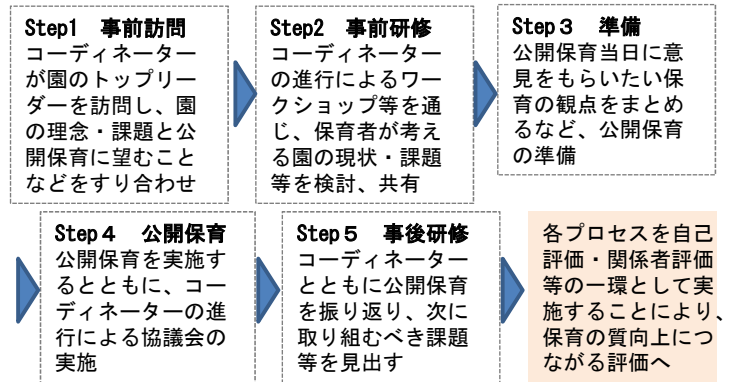 Step1　事前訪問
コーディネーター
が園のトップリー
ダーを訪問し、園
の理念・課題と公
開保育に望むこと
などをすり合わせ
Step2　事前研修
コーディネーター
の進行によるワー
クショップ等を通
じ、保育者が考え
る園の現状・課題
等を検討、共有
Step３　準備
公開保育当日に意
見をもらいたい保
育の観点をまとめ
るなど、公開保育
の準備
Step４　公開保育
公開保育を実施す
るとともに、コー
ディネーターの進
行による協議会の
実施
Step５　事後研修
コーディネーター
とともに公開保育
を振り返り、次に
取り組むべき課題
等を見出す
各プロセスを自己
評価・関係者評価
等の一環として実
施することにより、
保育の質向上につ
ながる評価へ